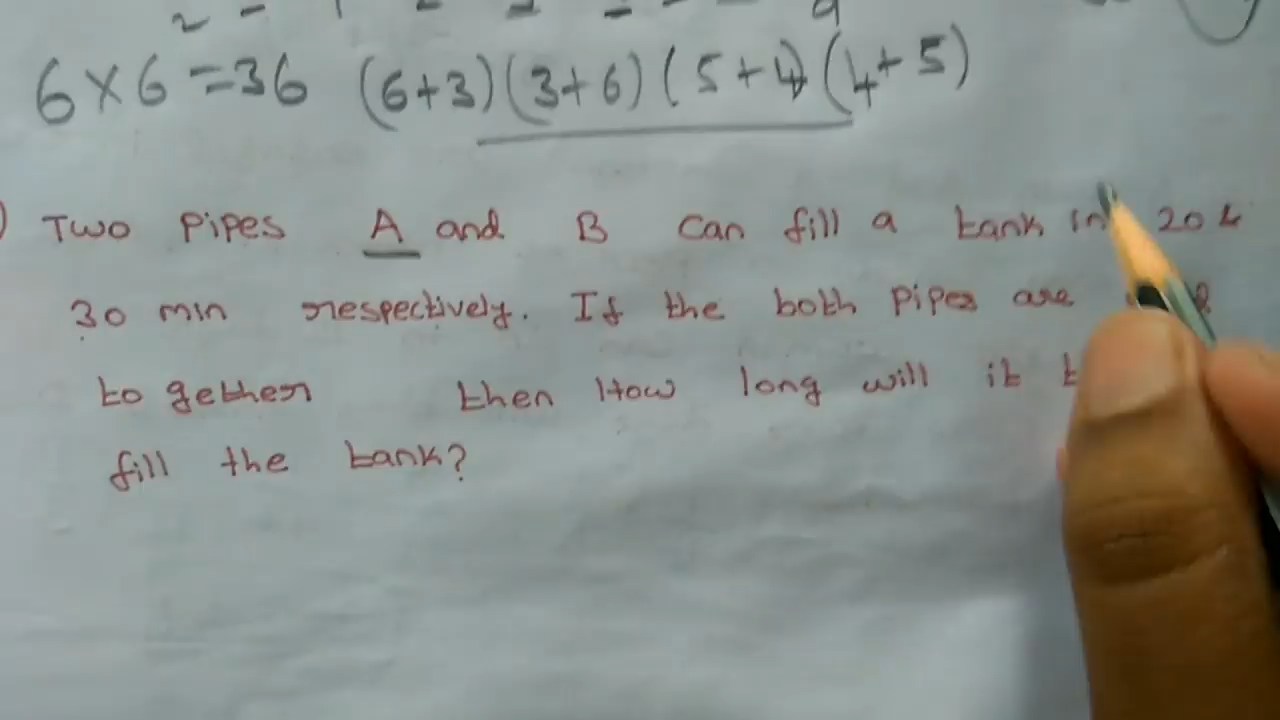 6×6=36 (6+3)(3+6)(5+4)(4+5)
) Two Pipes A and B can fill a tank in 20 &
30 min respectively. If the both pipes are
together then How long will it
fill the tank?